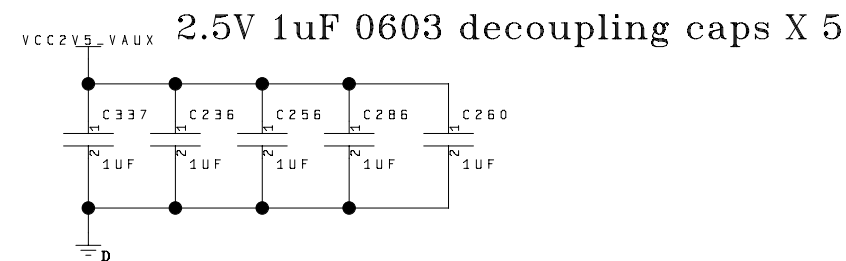 2.5V 1uF 0603 decoupling caps X 5
VCC2V5_VAUX
C337 C236 C256 C286 C260
1 1 1 1 1
2 2 2 2 2
1UF 1UF 1UF 1UF 1UF
D